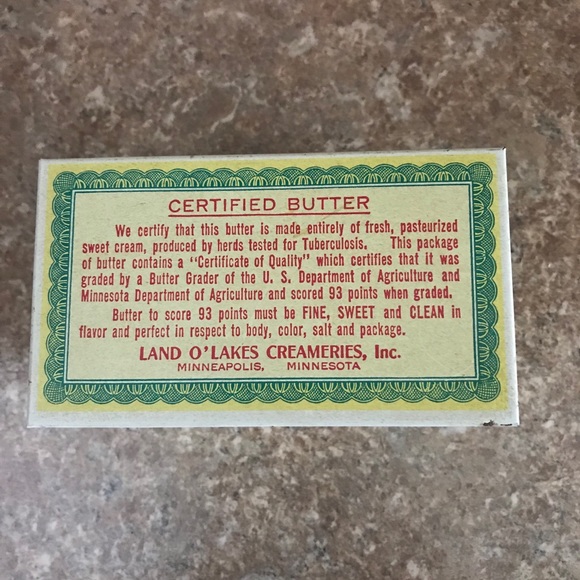 CERTIFIED BUTTER
We certify that this butter is made entirely of fresh, pasteurized
sweet cream, produced by herds tested for Tuberculosis. This package
of butter contains a "Certificate of Quality" which certifies that it was
graded by a Butter Grader of the U. S. Department of Agriculture and
Minnesota Department of Agriculture and scored 93 points when graded.
Butter to score 93 points must be FINE, SWEET and CLEAN in
flavor and perfect in respect to body, color, salt and package.
LAND O'LAKES CREAMERIES, Inc.
MINNEAPOLIS, MINNESOTA